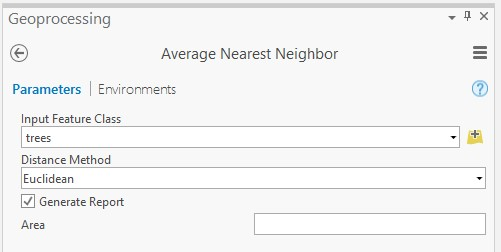 Geoprocessing
Average Nearest Neighbor
Parameters | Environments
Input Feature Class
trees
Distance Method
Euclidean
Generate Report
Area